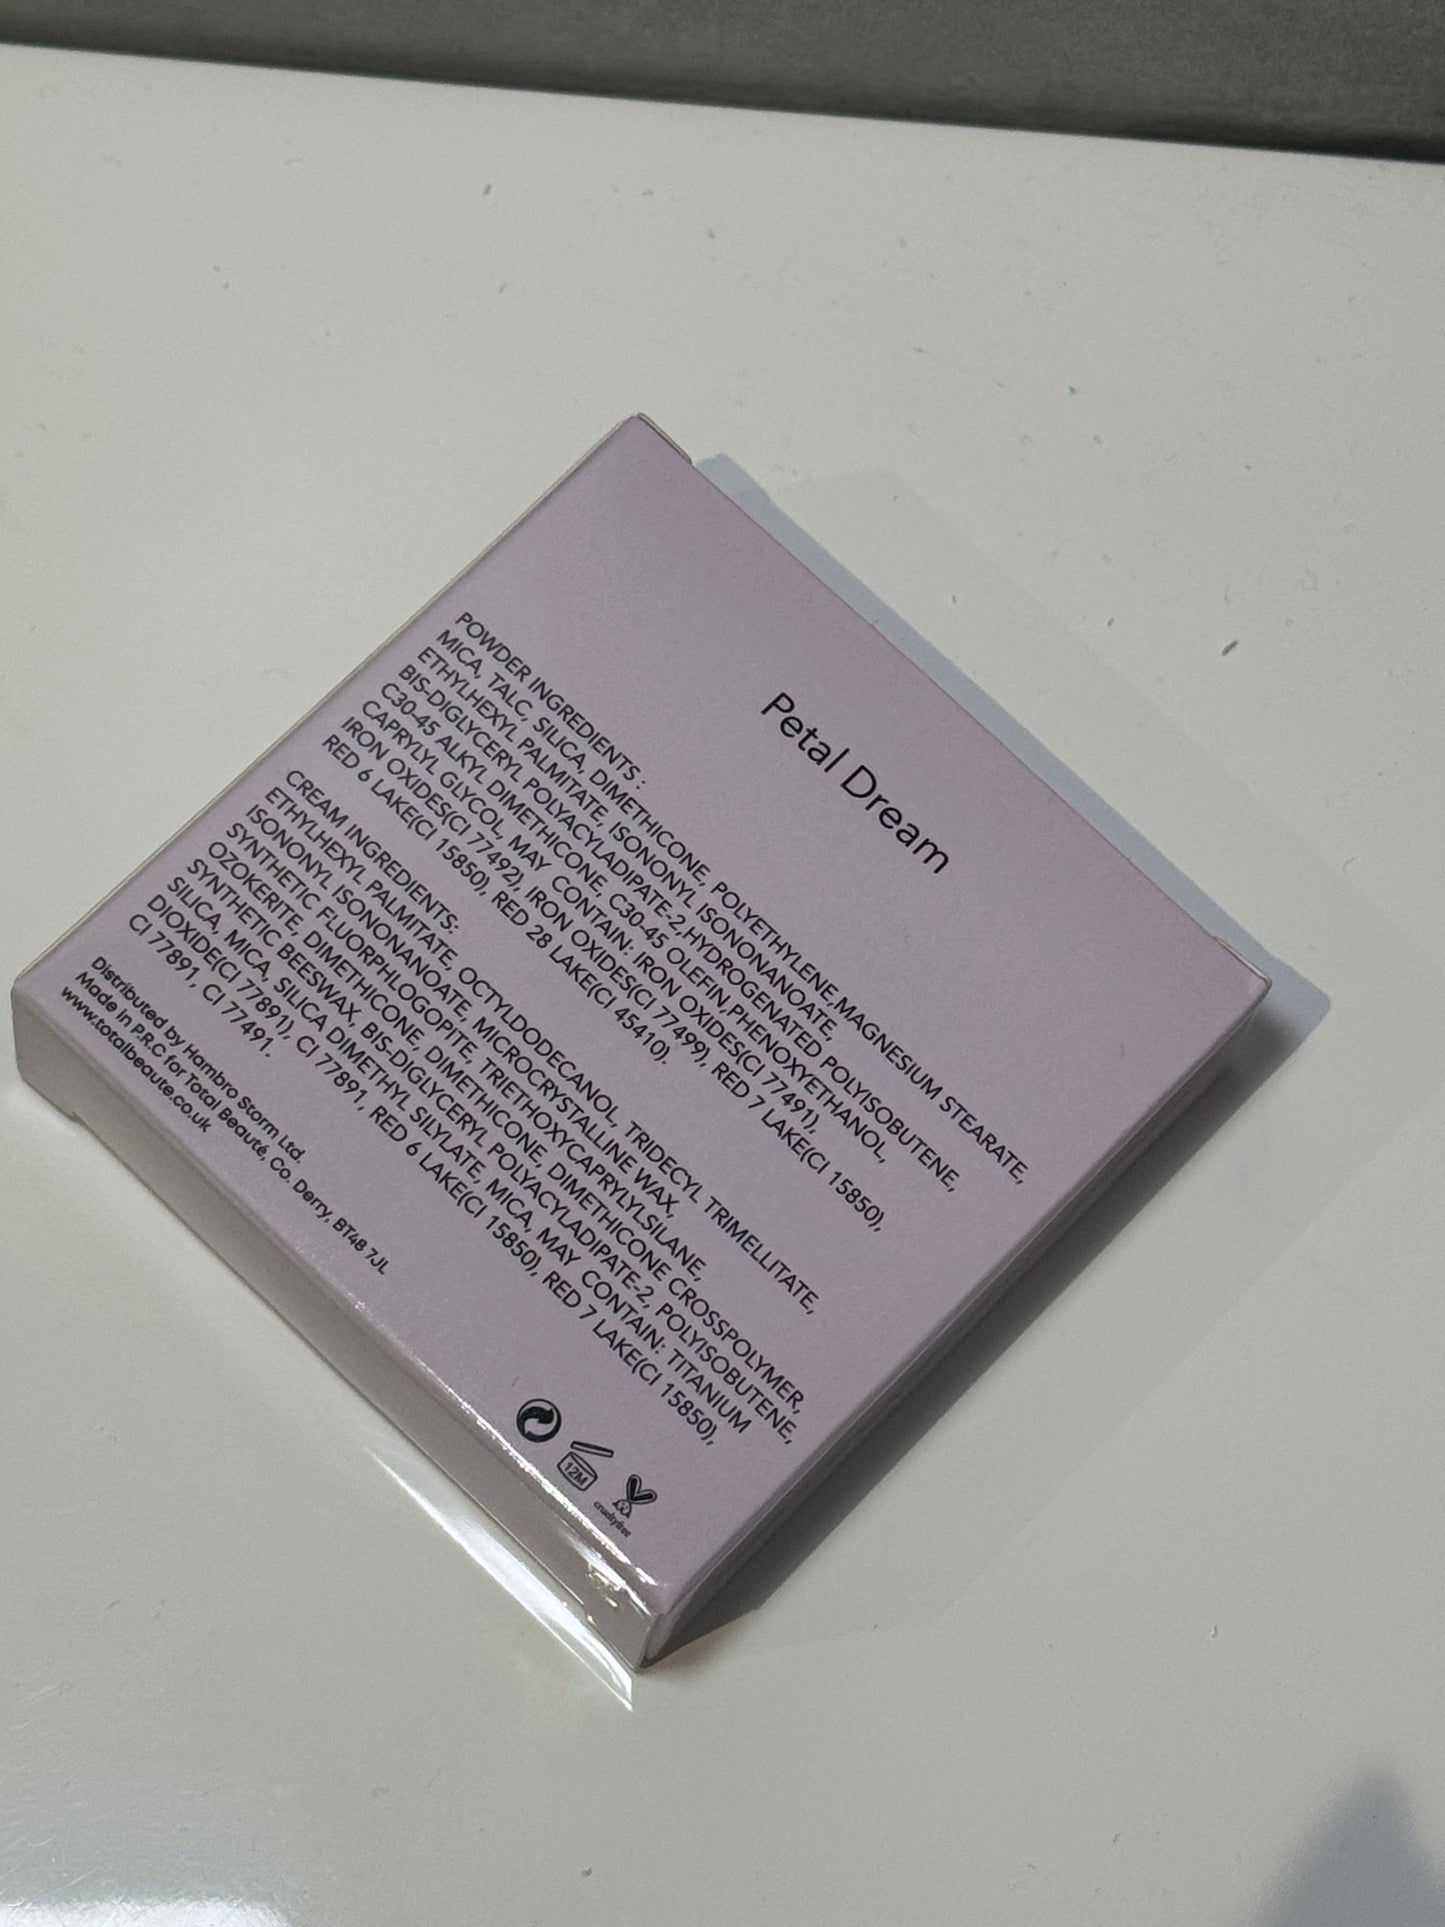 Petal Dream
POWDER INGREDIENTS :
MICA, TALC, SILICA, DIMETHICONE, POLYETHYLENE,MAGNESIUM STEARATE,
ETHYLHEXYL PALMITATE, ISONONYL ISONONANOATE,
BIS-DIGLYCERYL POLYACYLADIPATE-2,HYDROGENATED POLYISOBUTENE,
C30-45 ALKYL DIMETHICONE, C30-45 OLEFIN,PHENOXYETHANOL,
CAPRYLYL GLYCOL, MAY CONTAIN: IRON OXIDES(CI 77491),
IRON OXIDES(CI 77492), IRON OXIDES(CI 77499), RED 7 LAKE(CI 15850),
RED 6 LAKE(CI 15850), RED 28 LAKE(CI 45410).
CREAM INGREDIENTS:
ETHYLHEXYL PALMITATE, OCTYLDODECANOL, TRIDECYL TRIMELLITATE,
ISONONYL ISONONANOATE, MICROCRYSTALLINE WAX,
SYNTHETIC FLUORPHLOGOPITE, TRIETHOXYCAPRYLYLSILANE,
OZOKERITE, DIMETHICONE, DIMETHICONE, DIMETHICONE CROSSPOLYMER,
SYNTHETIC BEESWAX, BIS-DIGLYCERYL POLYACYLADIPATE-2, POLYISOBUTENE,
SILICA, MICA, SILICA DIMETHYL SILYLATE, MICA, MAY CONTAIN: TITANIUM
DIOXIDE(CI 77891), CI 77891, RED 6 LAKE(CI 15850), RED 7 LAKE(CI 15850),
CI 77891, CI 77491.
Distributed by Hambro Storm Ltd.
Made in P.R.C for Total Beauté, Co. Derry, BT48 7JL
www.totalbeaute.co.uk
12M
crueltyfree